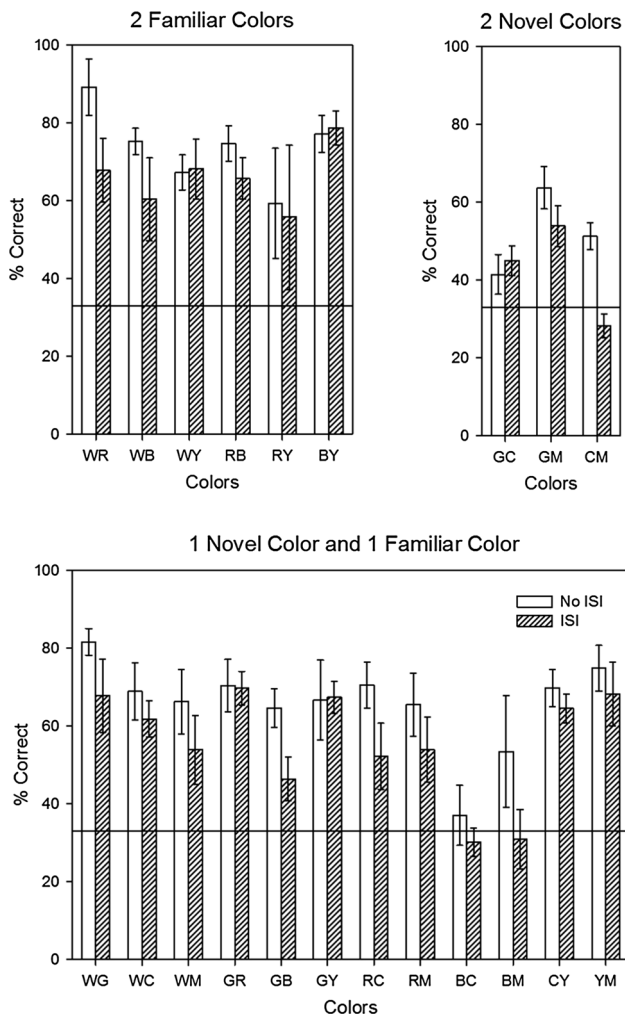 2 Familiar Colors
% Correct
100
80
60
40
20
0
WR WB WY RB RY BY
Colors
2 Novel Colors
% Correct
100
80
60
40
20
0
GC GM CM
Colors
1 Novel Color and 1 Familiar Color
% Correct
100
80
60
40
20
0
No ISI
ISI
WG WC WM GR GB GY RC RM BC BM CY YM
Colors